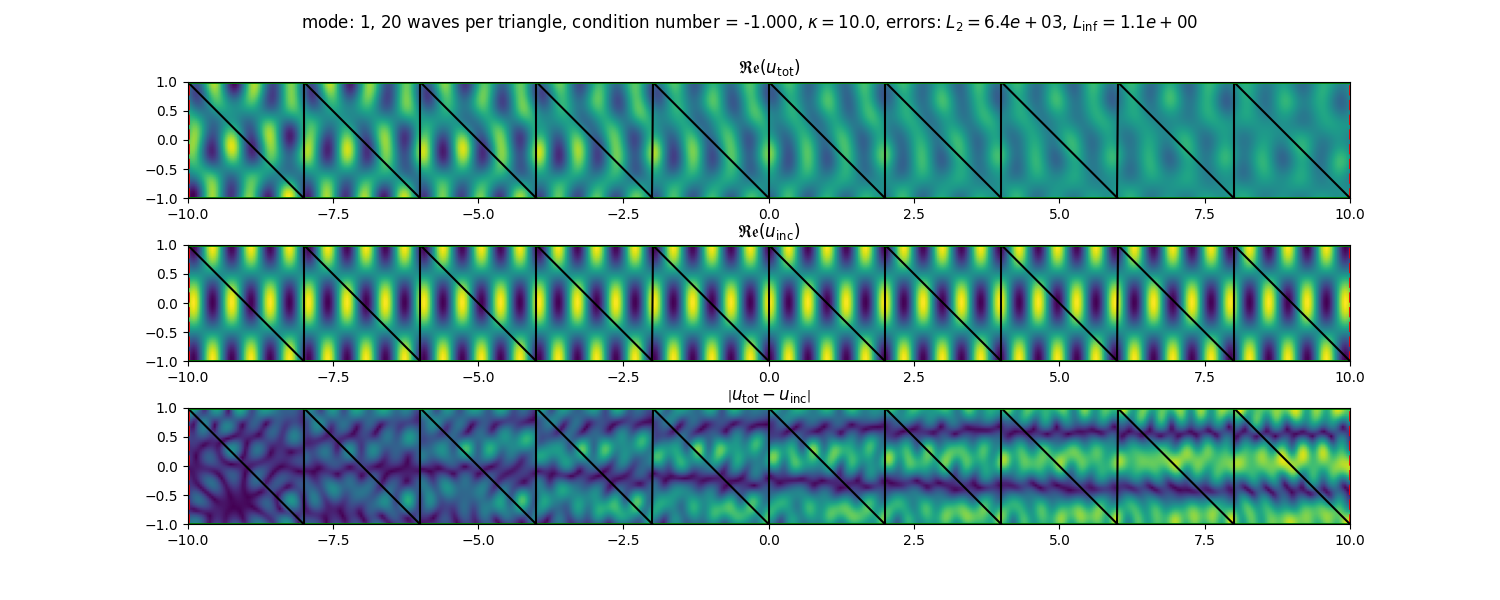 mode: 1, 20 waves per triangle, condition number = -1.000, κ = 10.0, errors: L₂ = 6.4e + 03, L_inf = 1.1e + 00
ℜe(u_tot)
1.0
0.5
0.0
−0.5
−1.0
−10.0 −7.5 −5.0 −2.5 0.0 2.5 5.0 7.5 10.0
ℜe(u_inc)
1.0
0.5
0.0
−0.5
−1.0
−10.0 −7.5 −5.0 −2.5 0.0 2.5 5.0 7.5 10.0
|u_tot − u_inc|
1.0
0.5
0.0
−0.5
−1.0
−10.0 −7.5 −5.0 −2.5 0.0 2.5 5.0 7.5 10.0